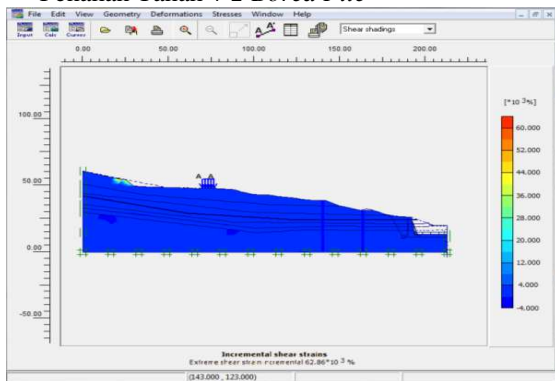 File Edit View Geometry Deformations Stresses Window Help
Input Calc Curves Shear shadings
0.00 50.00 100.00 150.00 200.00
[*10 3%]
100.00
50.00
0.00
-50.00
A A
60.000
52.000
44.000
36.000
28.000
20.000
12.000
4.000
-4.000
Incremental shear strains
Extreme shear strain incremental 62.86*10 3 %
(143.000 , 123.000)